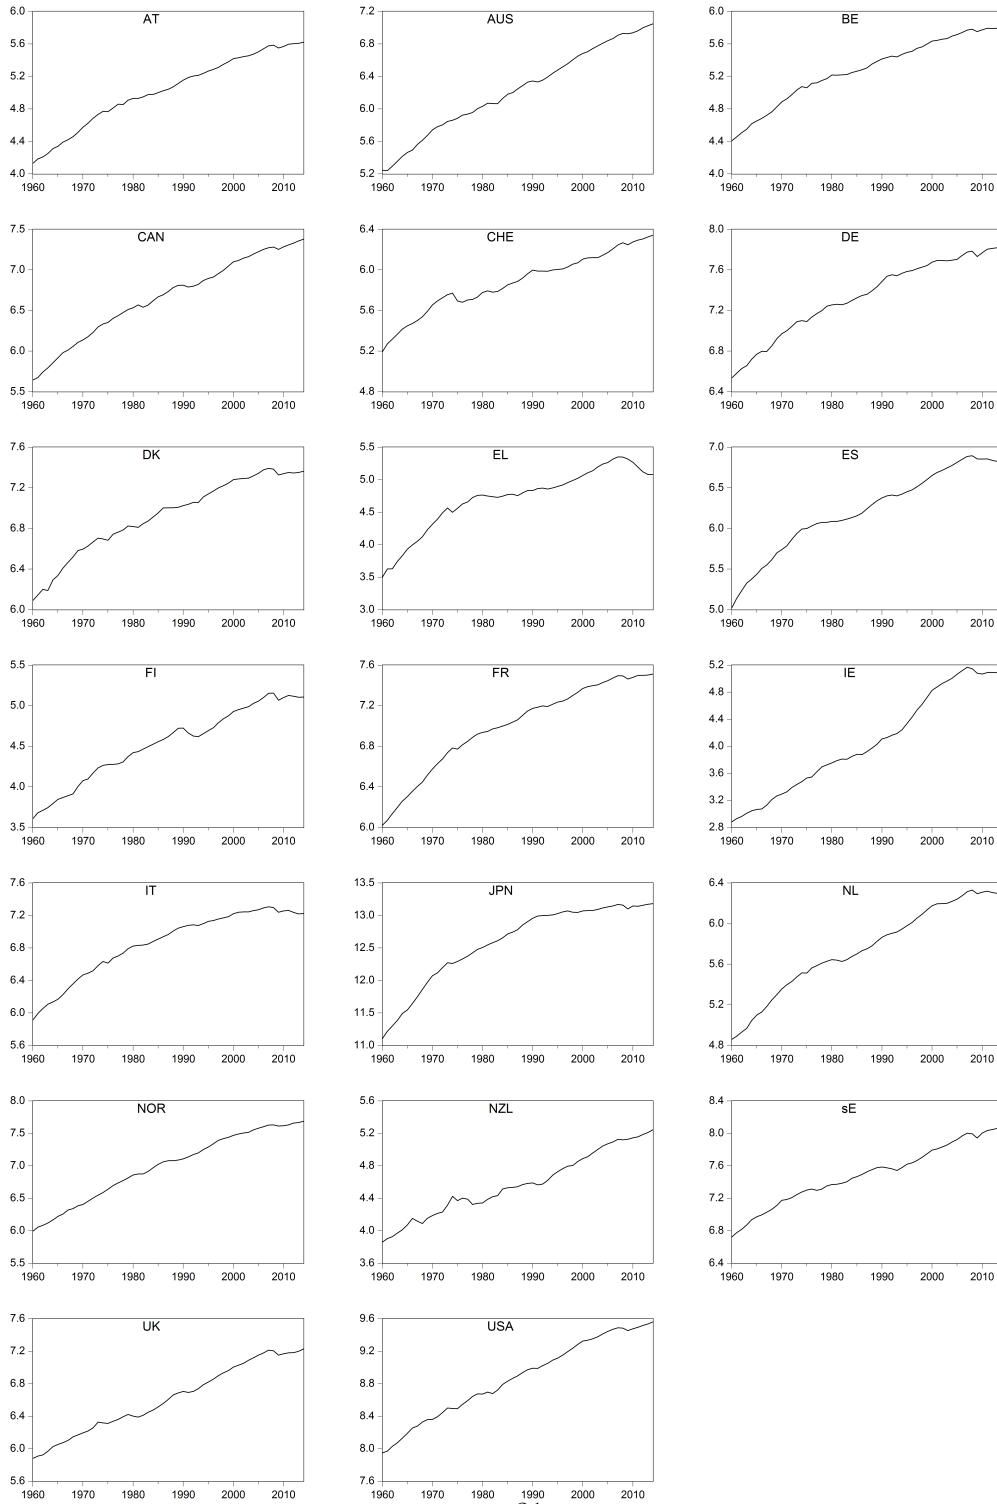 AT AUS BE
6.0 5.6 5.2 4.8 4.4 4.0
7.2 6.8 6.4 6.0 5.6 5.2
6.0 5.6 5.2 4.8 4.4 4.0
1960 1970 1980 1990 2000 2010 1960 1970 1980 1990 2000 2010 1960 1970 1980 1990 2000 2010
CAN CHE DE
7.5 7.0 6.5 6.0 5.5
6.4 6.0 5.6 5.2 4.8
8.0 7.6 7.2 6.8 6.4
1960 1970 1980 1990 2000 2010 1960 1970 1980 1990 2000 2010 1960 1970 1980 1990 2000 2010
DK EL ES
7.6 7.2 6.8 6.4 6.0
5.5 5.0 4.5 4.0 3.5 3.0
7.0 6.5 6.0 5.5 5.0
1960 1970 1980 1990 2000 2010 1960 1970 1980 1990 2000 2010 1960 1970 1980 1990 2000 2010
FI FR IE
5.5 5.0 4.5 4.0 3.5
7.6 7.2 6.8 6.4 6.0
5.2 4.8 4.4 4.0 3.6 3.2 2.8
1960 1970 1980 1990 2000 2010 1960 1970 1980 1990 2000 2010 1960 1970 1980 1990 2000 2010
IT JPN NL
7.6 7.2 6.8 6.4 6.0 5.6
13.5 13.0 12.5 12.0 11.5 11.0
6.4 6.0 5.6 5.2 4.8
1960 1970 1980 1990 2000 2010 1960 1970 1980 1990 2000 2010 1960 1970 1980 1990 2000 2010
NOR NZL sE
8.0 7.5 7.0 6.5 6.0 5.5
5.6 5.2 4.8 4.4 4.0 3.6
8.4 8.0 7.6 7.2 6.8 6.4
1960 1970 1980 1990 2000 2010 1960 1970 1980 1990 2000 2010 1960 1970 1980 1990 2000 2010
UK USA
7.6 7.2 6.8 6.4 6.0 5.6
9.6 9.2 8.8 8.4 8.0 7.6
1960 1970 1980 1990 2000 2010 1960 1970 1980 1990 2000 2010